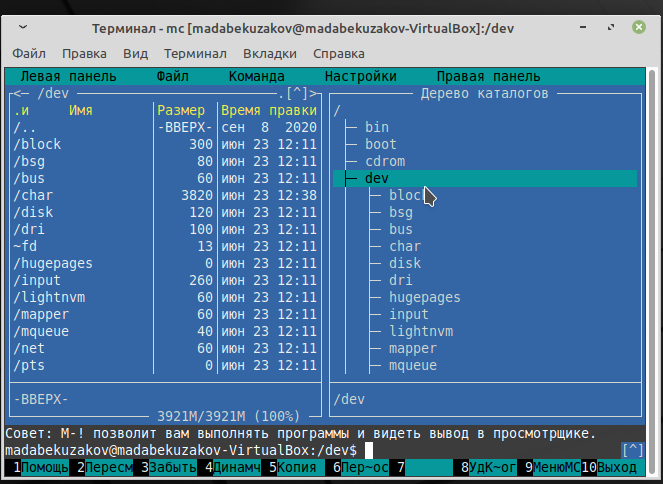 Терминал - mc [madabekuzakov@madabekuzakov-VirtualBox]:/dev
Файл Правка Вид Терминал Вкладки Справка
Левая панель Файл Команда Настройки Правая панель
<─ /dev .[^]> Дерево каталогов
.и Имя Размер Время правки /
/.. -ВВЕРХ- сен 8 2020 bin
/block 300 июн 23 12:11 boot
/bsg 80 июн 23 12:11 cdrom
/bus 60 июн 23 12:11 dev
/char 3820 июн 23 12:38 block
/disk 120 июн 23 12:11 bsg
/dri 100 июн 23 12:11 bus
~fd 13 июн 23 12:11 char
/hugepages 0 июн 23 12:11 disk
/input 260 июн 23 12:11 dri
/lightnvm 60 июн 23 12:11 hugepages
/mapper 60 июн 23 12:11 input
/mqueue 40 июн 23 12:11 lightnvm
/net 60 июн 23 12:11 mapper
/pts 0 июн 23 12:11 mqueue
-ВВЕРХ- /dev
3921M/3921M (100%)
Совет: M-! позволит вам выполнять программы и видеть вывод в просмотрщике.
madabekuzakov@madabekuzakov-VirtualBox:/dev$ [^]
1Помощь 2Пересм 3Забыть 4Динамч 5Копия 6Пер~ос 7 8УдК~ог 9МенюМС 10Выход